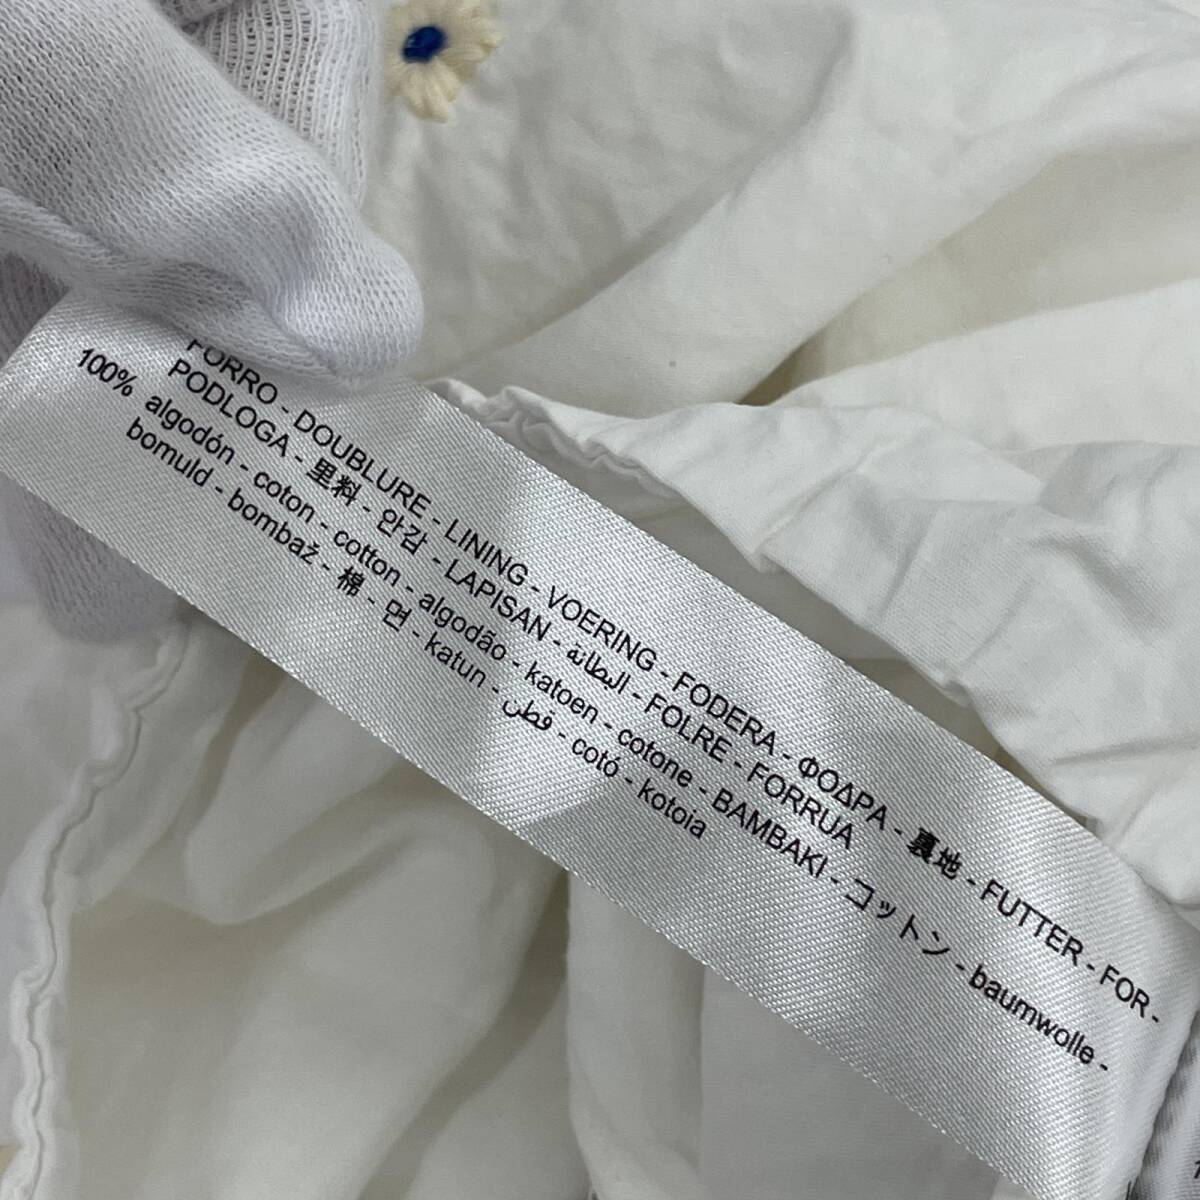 FORRO - DOUBLURE - LINING - VOERING - FODERA - ΦΟΔΡΑ - 裏地 - FUTTER - FOR -
PODLOGA - 里料 - 안감 - LAPISAN - البطانة - FOLRE - FORRUA
100% algodón - coton - cotton - algodão - katoen - cotone - BAMBAKI - コットン - baumwolle -
bomuld - bombaž - 棉 - 면 - katun - قطن - cotó - kotoia